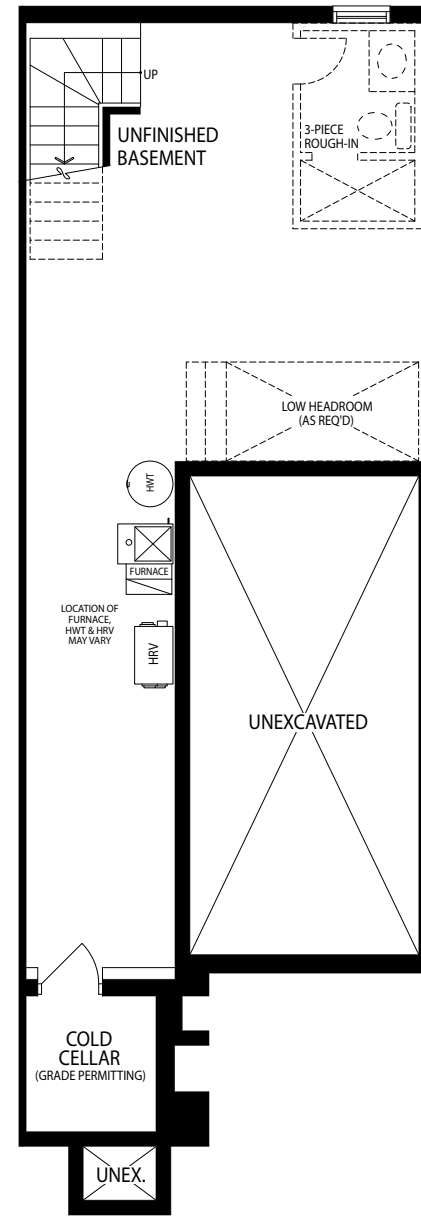 UP
UNFINISHED
BASEMENT
3-PIECE
ROUGH-IN
LOW HEADROOM
(AS REQ'D)
HWT
FURNACE
LOCATION OF
FURNACE,
HWT & HRV
MAY VARY
HRV
UNEXCAVATED
COLD
CELLAR
(GRADE PERMITTING)
UNEX.